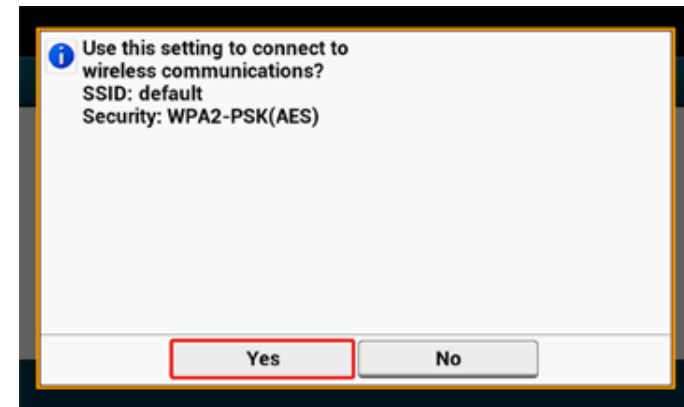 Use this setting to connect to
wireless communications?
SSID: default
Security: WPA2-PSK(AES)
Yes
No